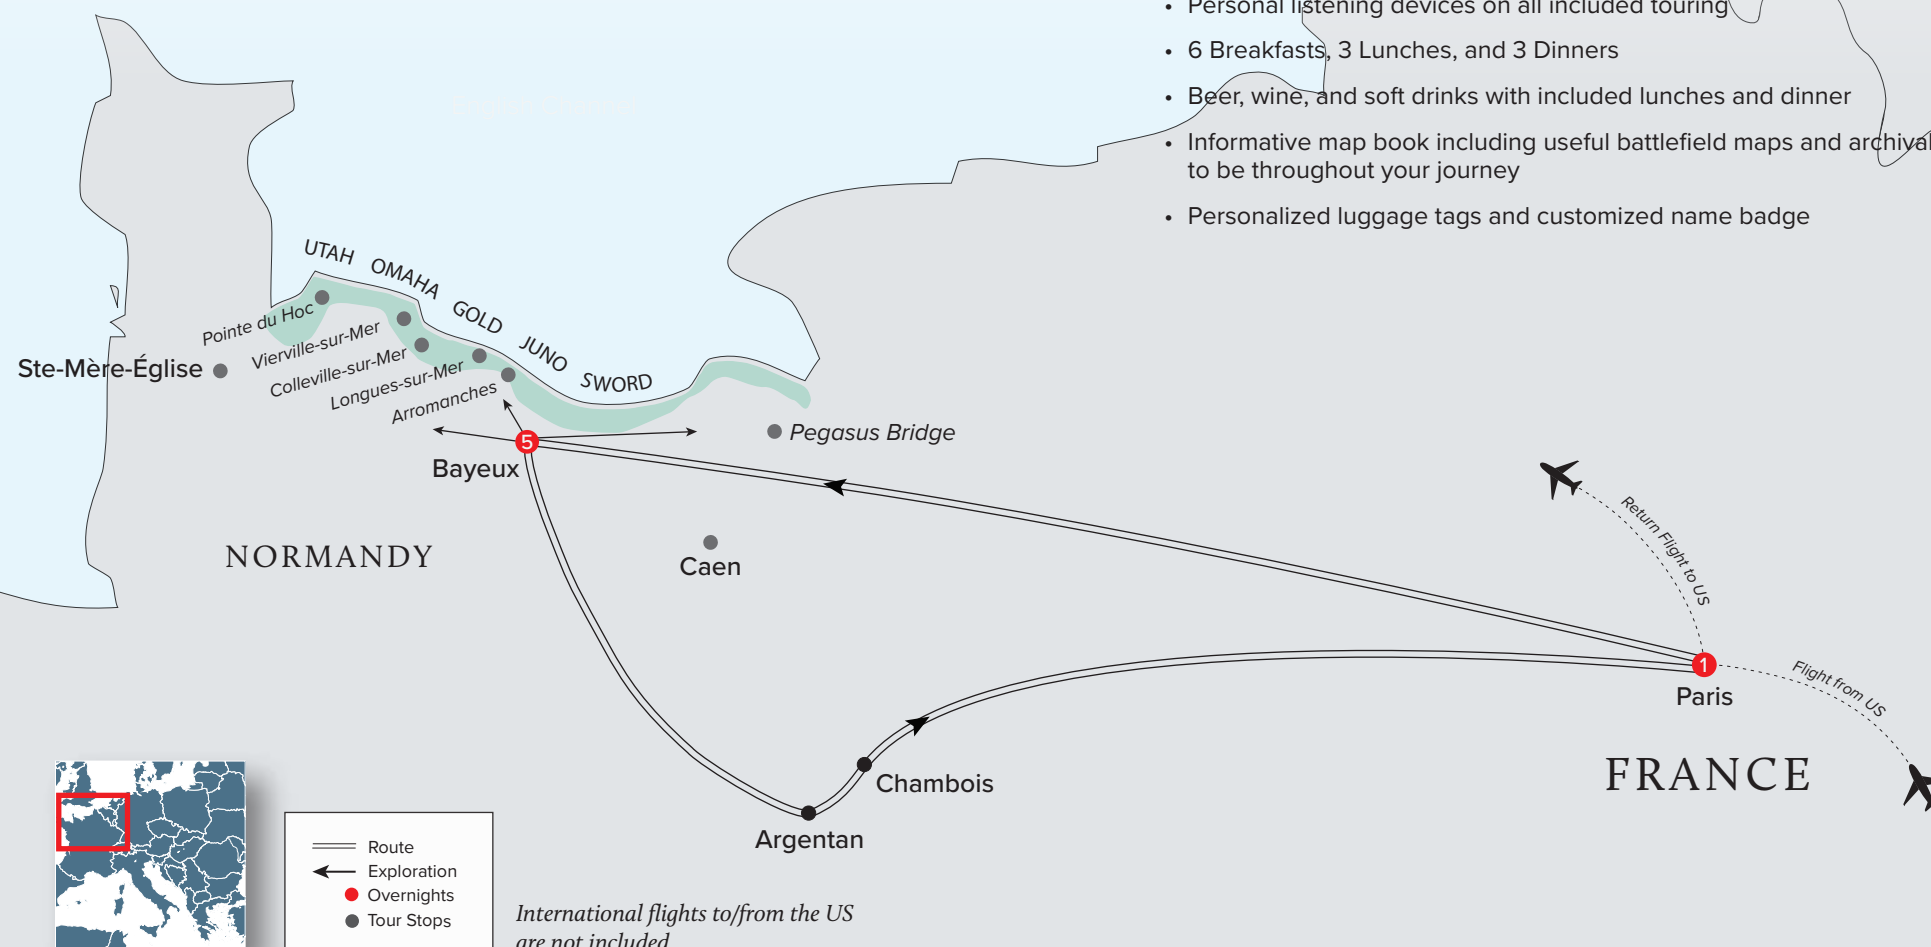 • Personal listening devices on all included touring
• 6 Breakfasts, 3 Lunches, and 3 Dinners
• Beer, wine, and soft drinks with included lunches and dinner
• Informative map book including useful battlefield maps and archival
to be throughout your journey
• Personalized luggage tags and customized name badge
UTAH
OMAHA
GOLD
JUNO
SWORD
Pointe du Hoc
Vierville-sur-Mer
Ste-Mère-Église
Colleville-sur-Mer
Longues-sur-Mer
Arromanches
Pegasus Bridge
5
Bayeux
NORMANDY
Caen
Return Flight to US
1
Paris
Flight from US
FRANCE
Chambois
Argentan
Route
Exploration
Overnights
Tour Stops
International flights to/from the US
are not included